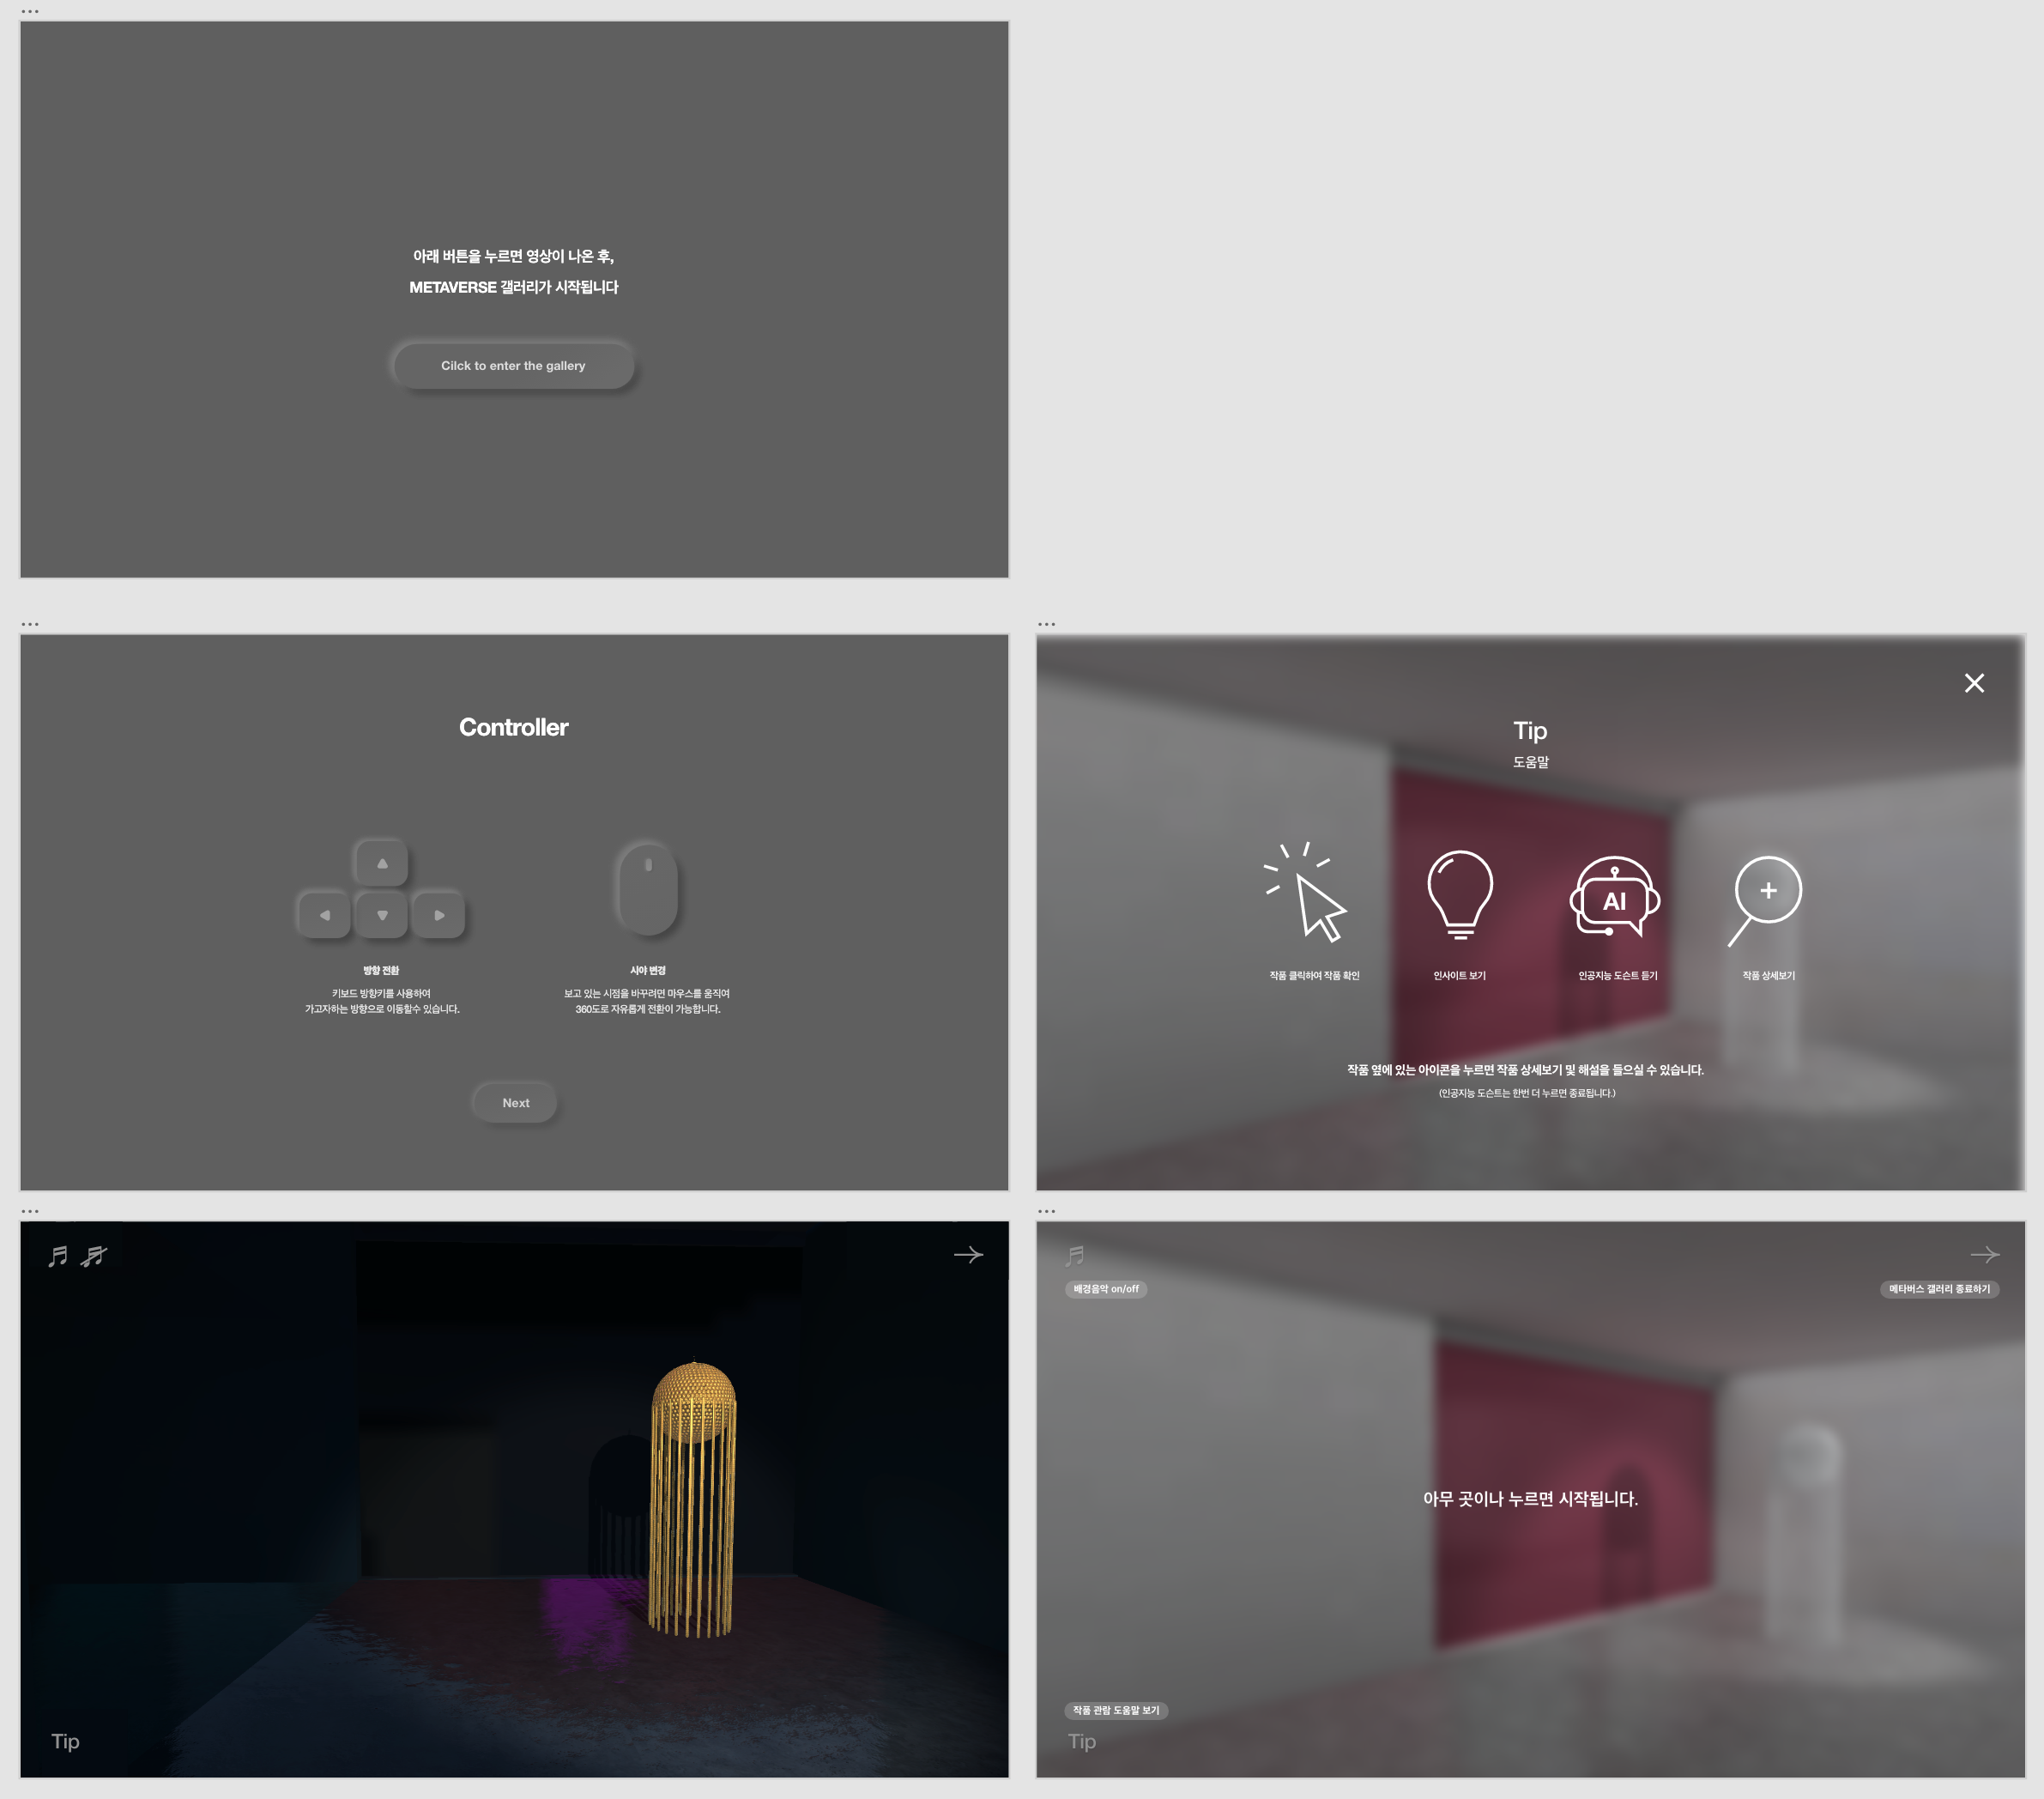 아래 버튼을 누르면 영상이 나온 후,
METAVERSE 갤러리가 시작됩니다
Cilck to enter the gallery
Controller
방향 전환
키보드 방향키를 사용하여
가고자하는 방향으로 이동할수 있습니다.
시야 변경
보고 있는 시점을 바꾸려면 마우스를 움직여
360도로 자유롭게 전환이 가능합니다.
Next
Tip
도움말
AI
작품 클릭하여 작품 확인
인사이트 보기
인공지능 도슨트 듣기
작품 상세보기
작품 옆에 있는 아이콘을 누르면 작품 상세보기 및 해설을 들으실 수 있습니다.
(인공지능 도슨트는 한번 더 누르면 종료됩니다.)
Tip
배경음악 on/off
메타버스 갤러리 종료하기
아무 곳이나 누르면 시작됩니다.
작품 관람 도움말 보기
Tip